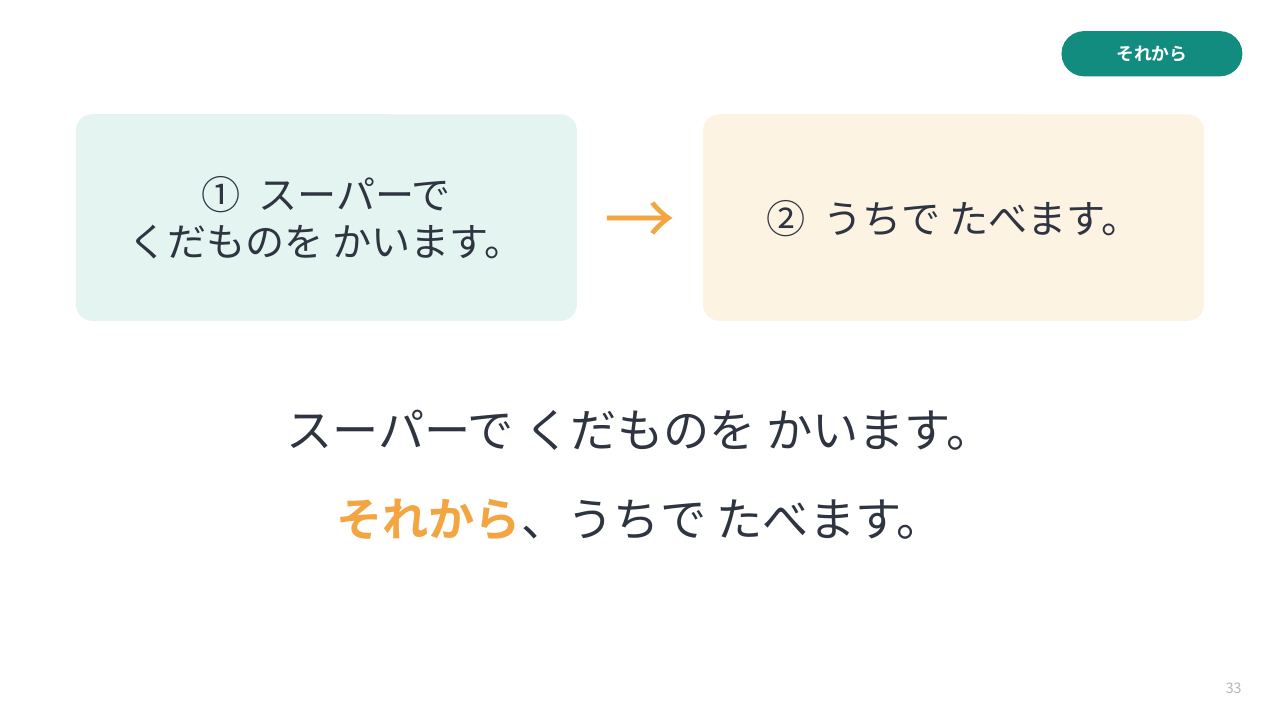 それから
① スーパーで
くだものを かいます。
→
② うちで たべます。
スーパーで くだものを かいます。
それから、うちで たべます。
33